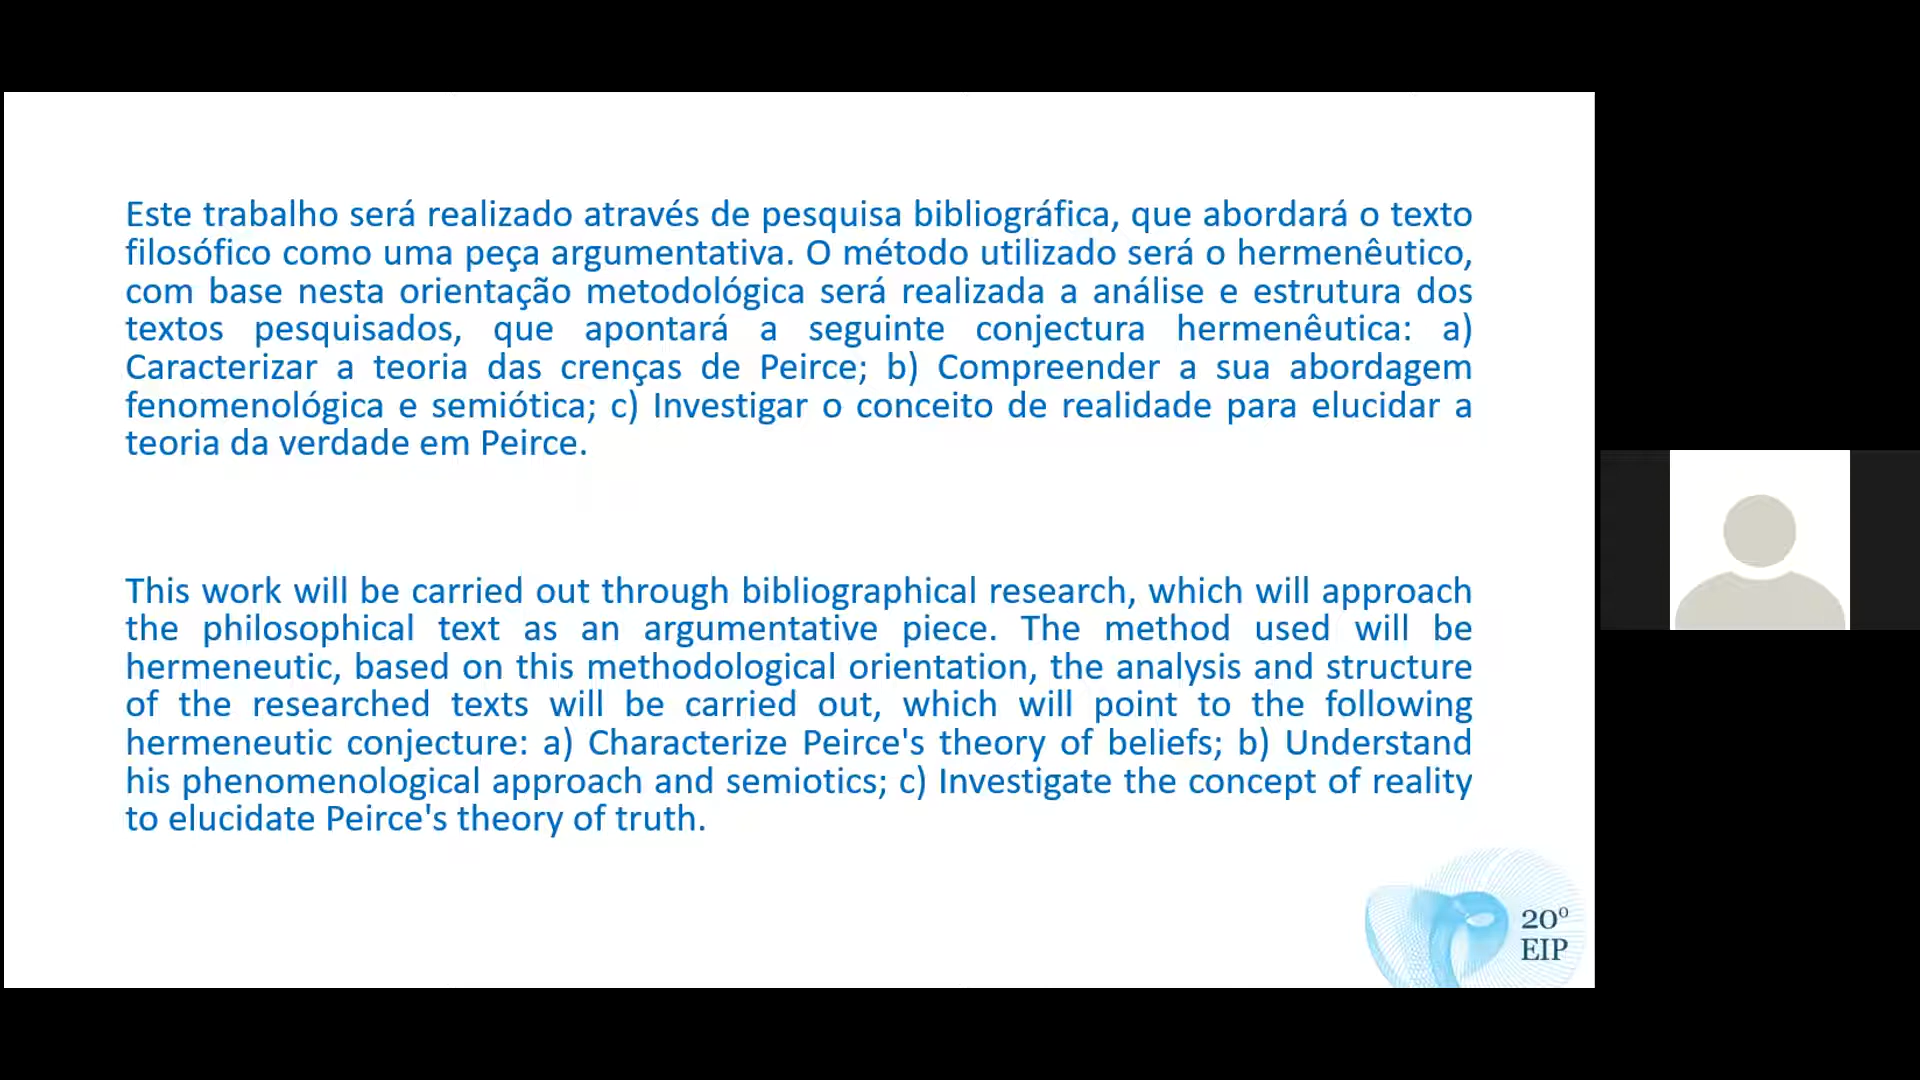 Este trabalho será realizado através de pesquisa bibliográfica, que abordará o texto
filosófico como uma peça argumentativa. O método utilizado será o hermenêutico,
com base nesta orientação metodológica será realizada a análise e estrutura dos
textos pesquisados, que apontará a seguinte conjectura hermenêutica: a)
Caracterizar a teoria das crenças de Peirce; b) Compreender a sua abordagem
fenomenológica e semiótica; c) Investigar o conceito de realidade para elucidar a
teoria da verdade em Peirce.
This work will be carried out through bibliographical research, which will approach
the philosophical text as an argumentative piece. The method used will be
hermeneutic, based on this methodological orientation, the analysis and structure
of the researched texts will be carried out, which will point to the following
hermeneutic conjecture: a) Characterize Peirce's theory of beliefs; b) Understand
his phenomenological approach and semiotics; c) Investigate the concept of reality
to elucidate Peirce's theory of truth.
20º
EIP